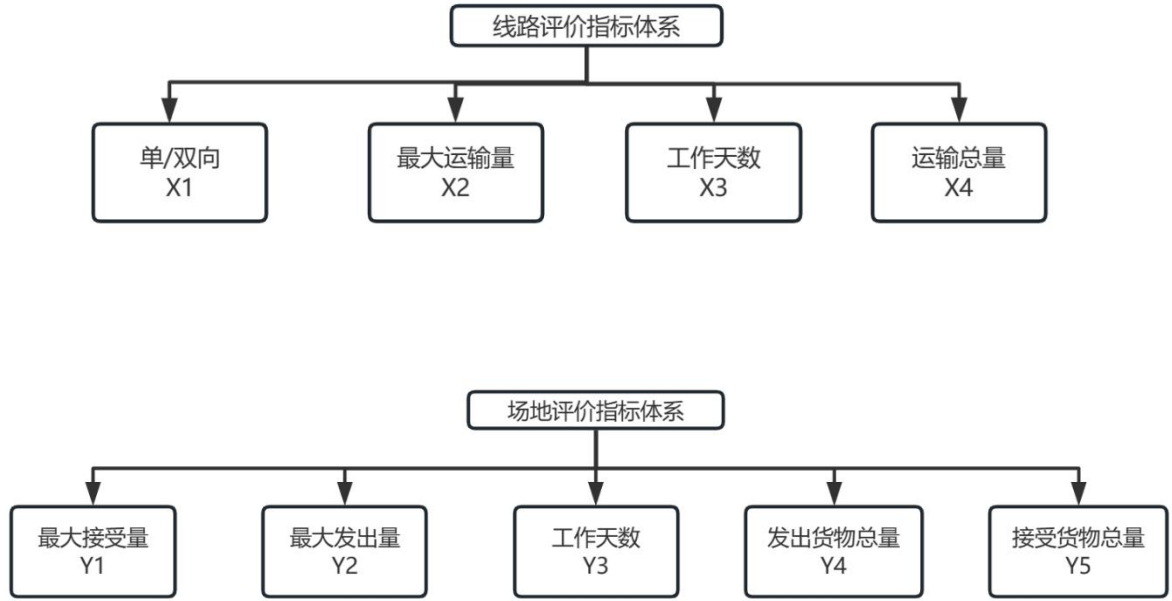 线路评价指标体系
单/双向
X1
最大运输量
X2
工作天数
X3
运输总量
X4
场地评价指标体系
最大接受量
Y1
最大发出量
Y2
工作天数
Y3
发出货物总量
Y4
接受货物总量
Y5